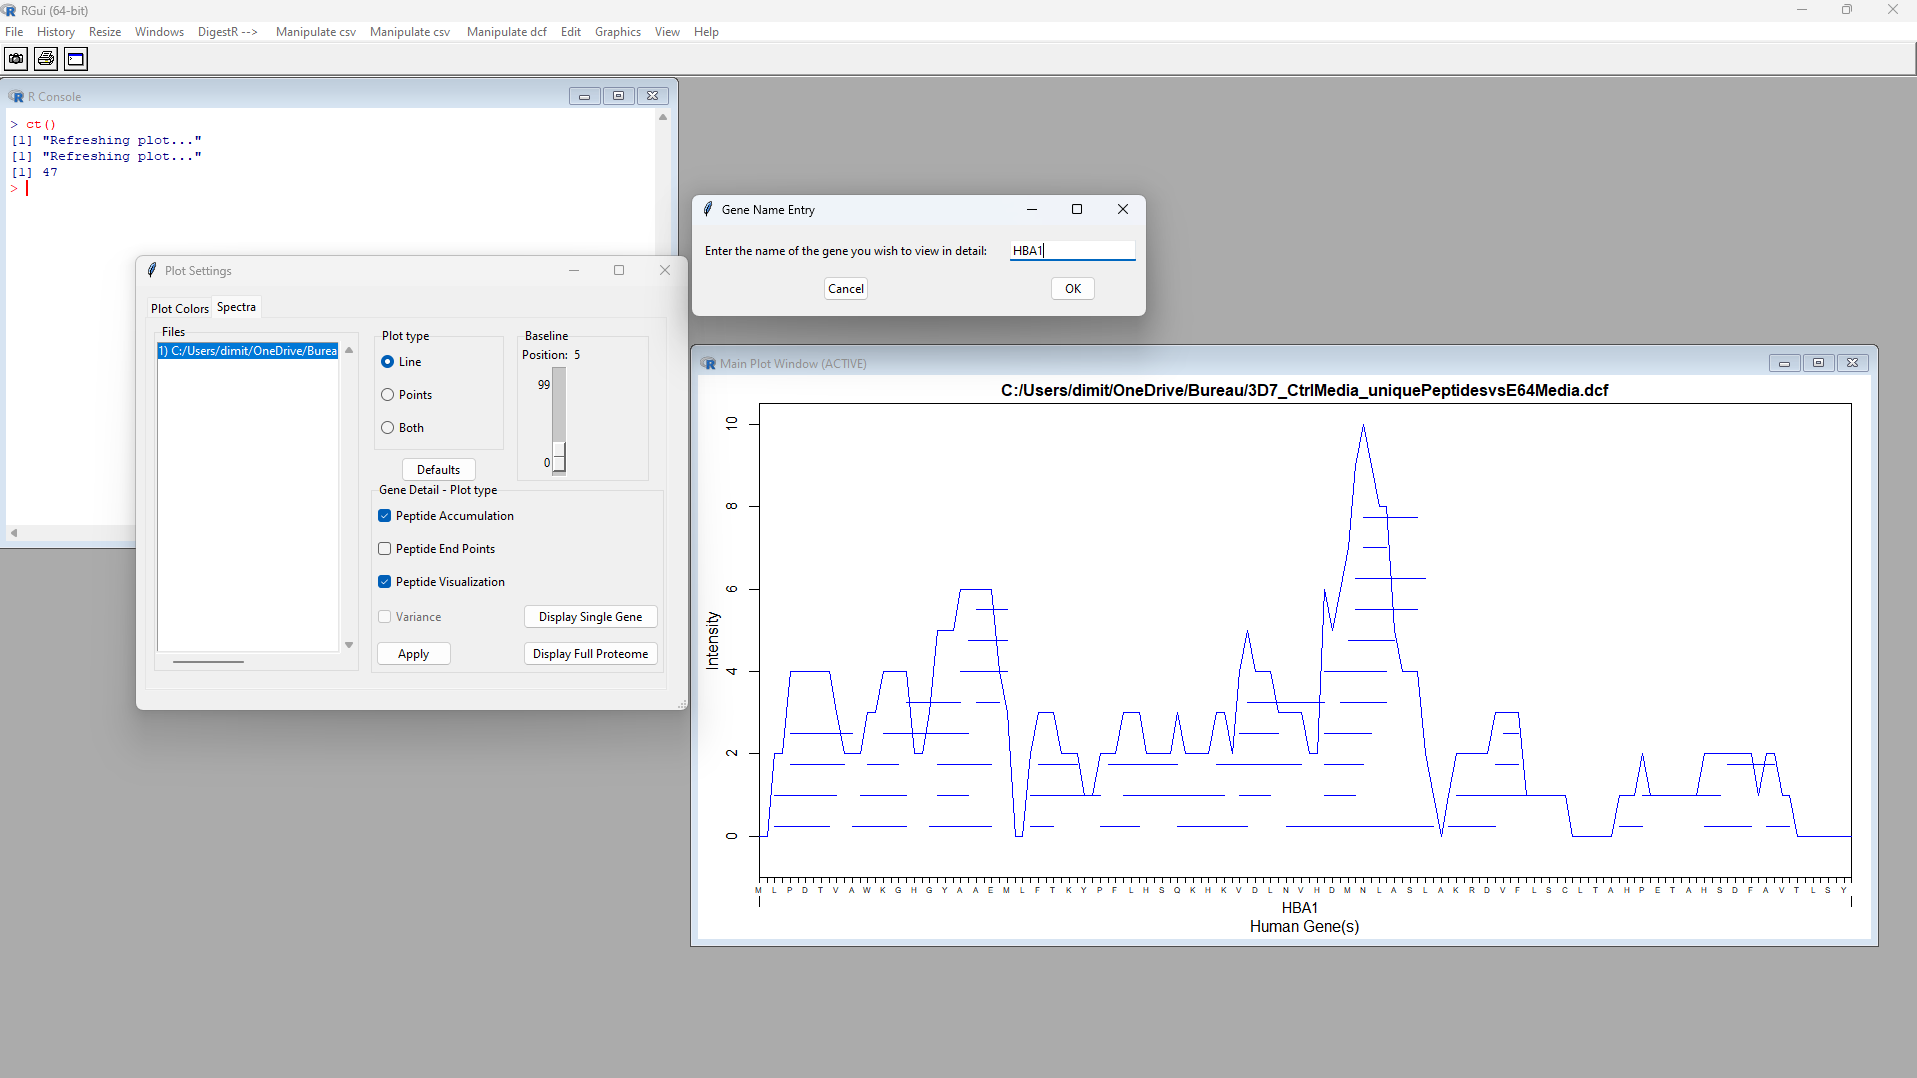 RGui (64-bit)
File History Resize Windows DigestR --> Manipulate csv Manipulate csv Manipulate dcf Edit Graphics View Help
R Console
> ct()
[1] "Refreshing plot..."
[1] "Refreshing plot..."
[1] 47
>
Gene Name Entry
Enter the name of the gene you wish to view in detail: HBA1
Cancel OK
Plot Settings
Plot Colors Spectra
Files
1) C:/Users/dimit/OneDrive/Burea
Plot type
Line
Points
Both
Defaults
Baseline
Position: 5
99
0
Gene Detail - Plot type
Peptide Accumulation
Peptide End Points
Peptide Visualization
Variance
Display Single Gene
Apply
Display Full Proteome
Main Plot Window (ACTIVE)
C:/Users/dimit/OneDrive/Bureau/3D7_CtrlMedia_uniquePeptidesvsE64Media.dcf
10
8
6
4
2
0
Intensity
M L P D T V A W K G H G Y A A E M L F T K Y P F L H S Q K H K V D L N V H D M N L A S L A K R D V F L S C L T A H P E T A H S D F A V T L S Y
HBA1
Human Gene(s)